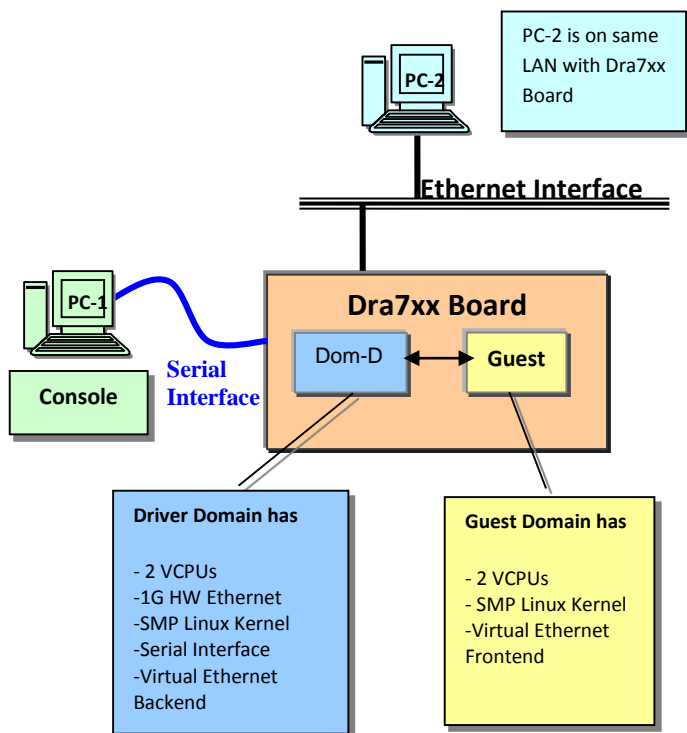 PC-2
PC-2 is on same
LAN with Dra7xx
Board
Ethernet Interface
PC-1
Console
Serial
Interface
Dra7xx Board
Dom-D
Guest
Driver Domain has
- 2 VCPUs
-1G HW Ethernet
-SMP Linux Kernel
-Serial Interface
-Virtual Ethernet
Backend
Guest Domain has
- 2 VCPUs
- SMP Linux Kernel
-Virtual Ethernet
Frontend